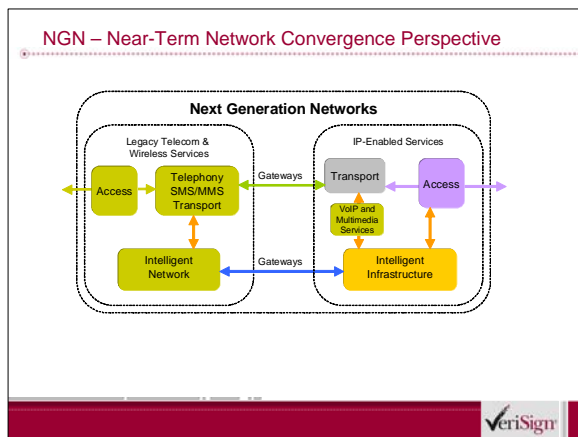 NGN – Near-Term Network Convergence Perspective
Next Generation Networks
Legacy Telecom &
Wireless Services
IP-Enabled Services
Access
Telephony
SMS/MMS
Transport
Gateways
Transport
Access
VoIP and
Multimedia
Services
Intelligent
Network
Gateways
Intelligent
Infrastructure
VeriSign